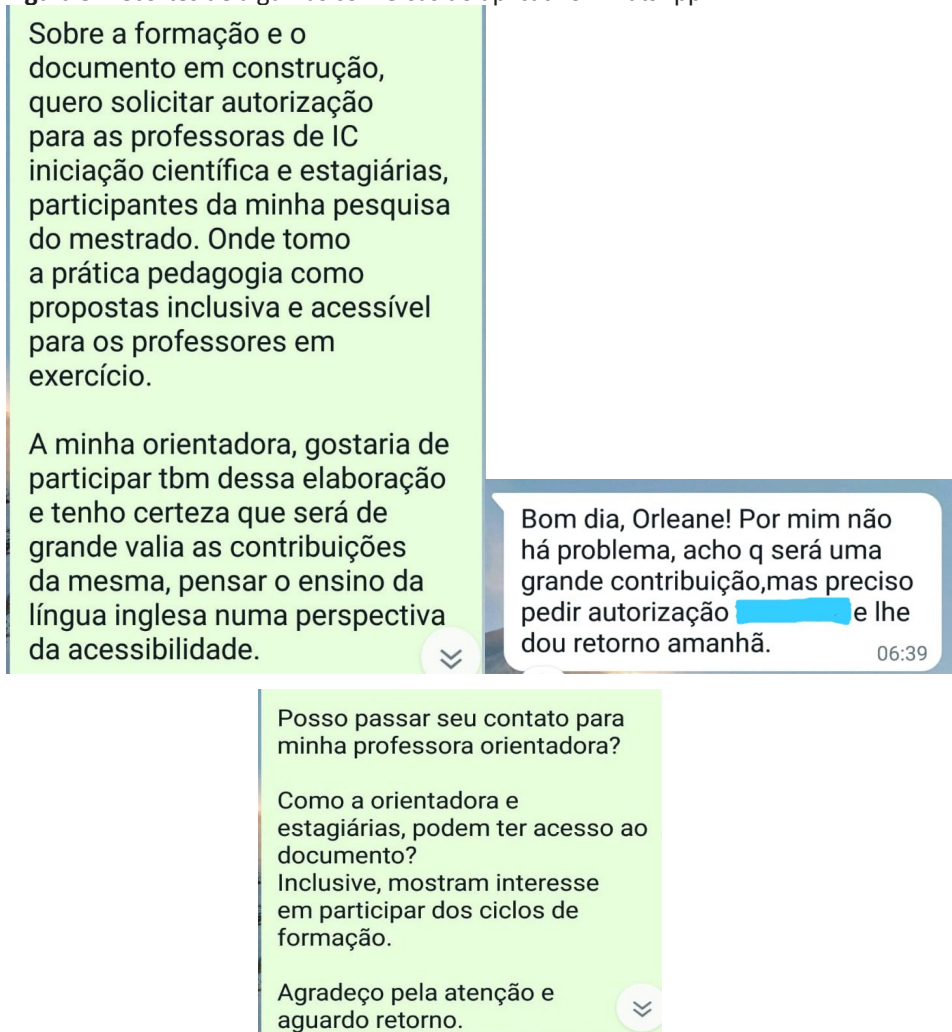 Sobre a formação e o
documento em construção,
quero solicitar autorização
para as professoras de IC
iniciação científica e estagiárias,
participantes da minha pesquisa
do mestrado. Onde tomo
a prática pedagogia como
propostas inclusiva e acessível
para os professores em
exercício.
A minha orientadora, gostaria de
participar tbm dessa elaboração
e tenho certeza que será de
grande valia as contribuições
da mesma, pensar o ensino da
língua inglesa numa perspectiva
da acessibilidade.
Bom dia, Orleane! Por mim não
há problema, acho q será uma
grande contribuição,mas preciso
pedir autorização e lhe
dou retorno amanhã.
06:39
Posso passar seu contato para
minha professora orientadora?
Como a orientadora e
estagiárias, podem ter acesso ao
documento?
Inclusive, mostram interesse
em participar dos ciclos de
formação.
Agradeço pela atenção e
aguardo retorno.